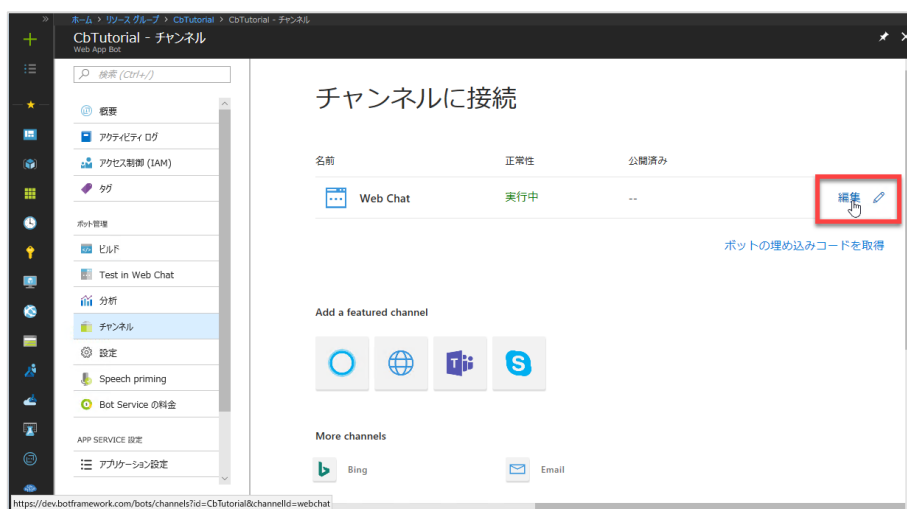 ホーム > リソース グループ > CbTutorial > CbTutorial - チャンネル
CbTutorial - チャンネル
Web App Bot
検索 (Ctrl+/)
概要
アクティビティ ログ
アクセス制御 (IAM)
タグ
ボット管理
ビルド
Test in Web Chat
分析
チャンネル
設定
Speech priming
Bot Service の料金
APP SERVICE 設定
アプリケーション設定
チャンネルに接続
名前 正常性 公開済み
Web Chat 実行中 -- 編集
ボットの埋め込みコードを取得
Add a featured channel
More channels
Bing Email
https://dev.botframework.com/bots/channels?id=CbTutorial&channelId=webchat